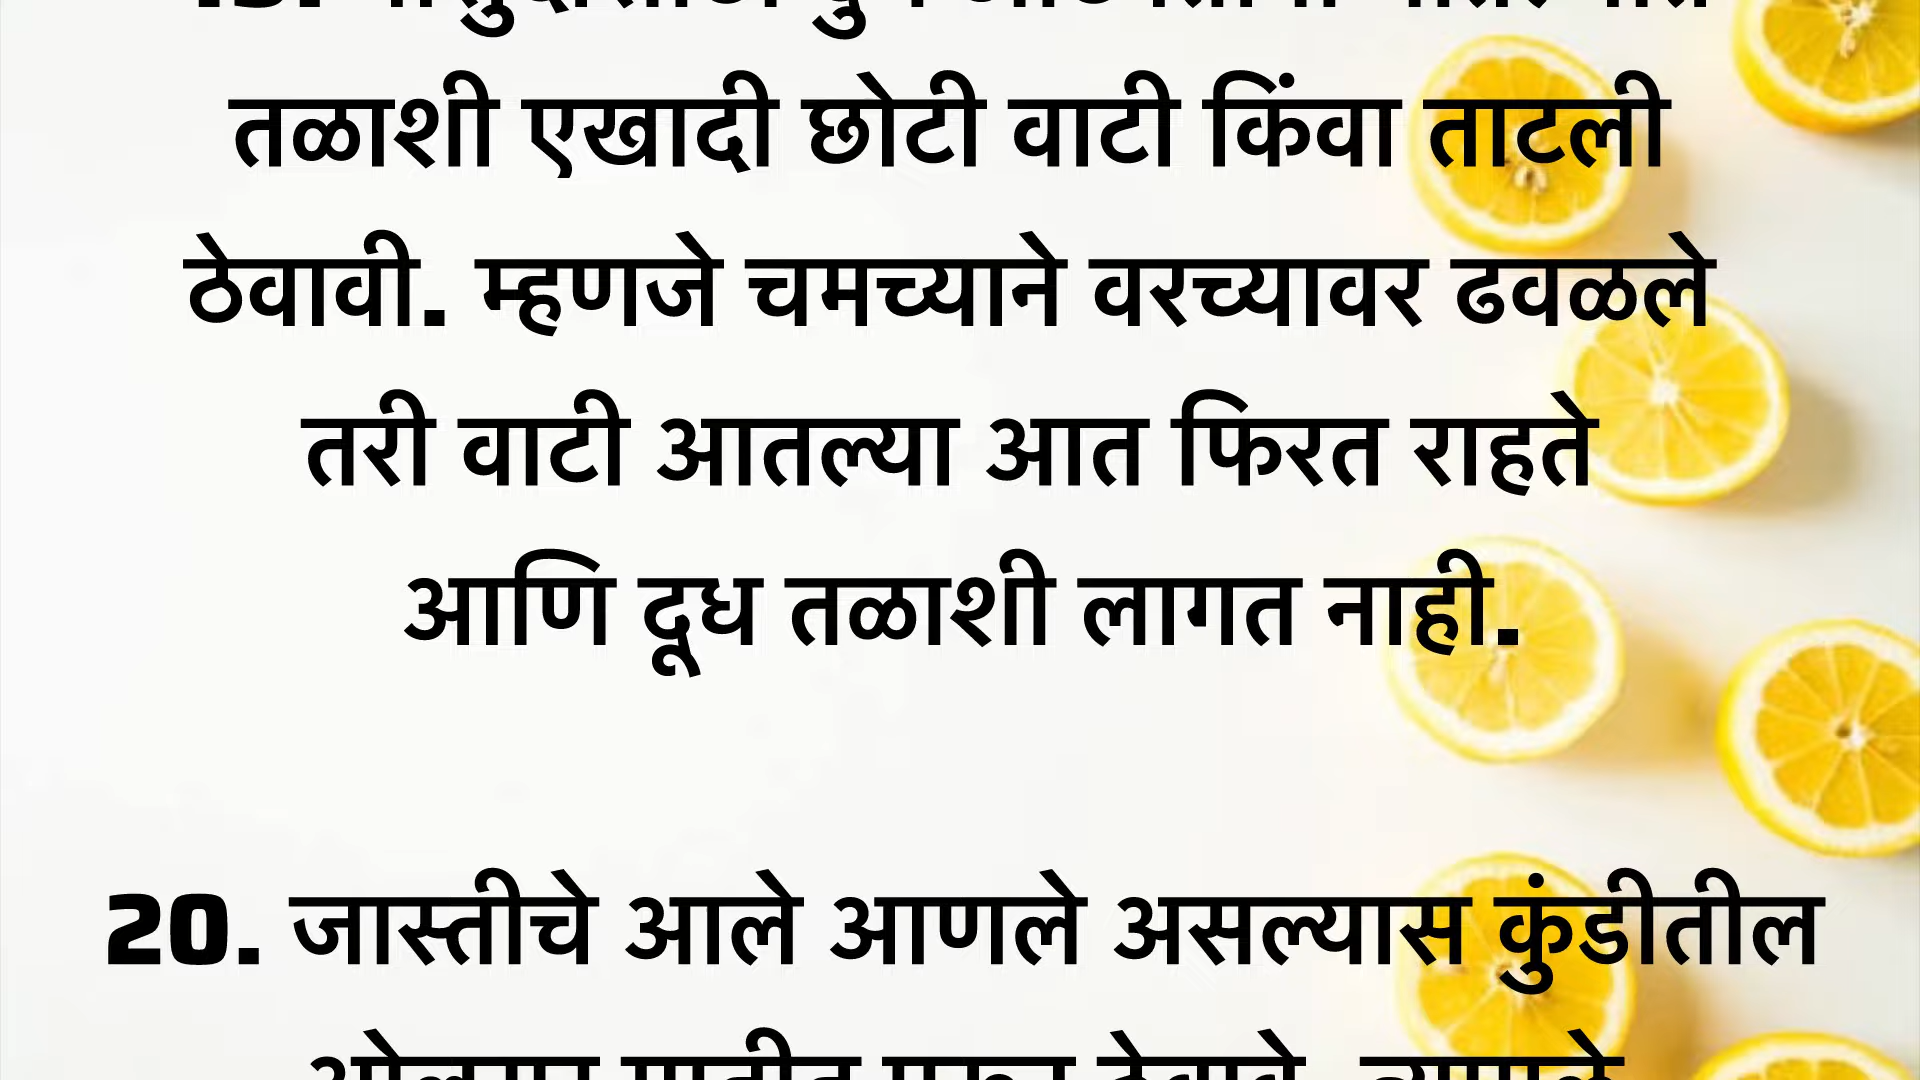 तळाशी एखादी छोटी वाटी किंवा ताटली
ठेवावी. म्हणजे चमच्याने वरच्यावर ढवळले
तरी वाटी आतल्या आत फिरत राहते
आणि दूध तळाशी लागत नाही.
20. जास्तीचे आले आणले असल्यास कुंडीतील